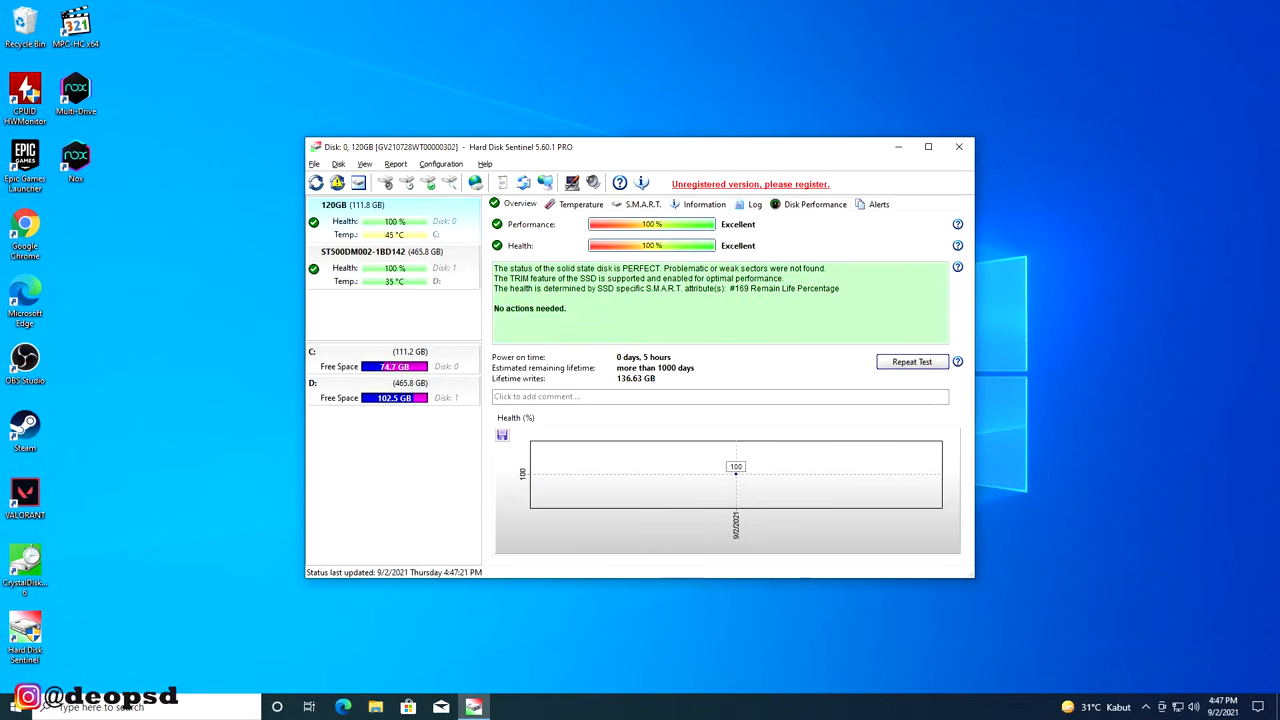 Recycle Bin
MPC-HC x64
CPUID
HWMonitor
Multi-Drive
Epic Games
Launcher
Nox
Google
Chrome
Microsoft
Edge
OBS Studio
Steam
VALORANT
CrystalDisk...
6
Hard Disk
Sentinel
Disk: 0, 120GB [GV210728WT00000302] - Hard Disk Sentinel 5.60.1 PRO
File Disk View Report Configuration Help
Unregistered version, please register.
120GB (111.8 GB)
Health: 100 % Disk: 0
Temp.: 45 °C C:
ST500DM002-1BD142 (465.8 GB)
Health: 100 % Disk: 1
Temp.: 35 °C D:
C: (111.2 GB)
Free Space 74.7 GB Disk: 0
D: (465.8 GB)
Free Space 102.5 GB Disk: 1
Overview Temperature S.M.A.R.T. Information Log Disk Performance Alerts
Performance: 100 % Excellent
Health: 100 % Excellent
The status of the solid state disk is PERFECT. Problematic or weak sectors were not found.
The TRIM feature of the SSD is supported and enabled for optimal performance.
The health is determined by SSD specific S.M.A.R.T. attribute(s): #169 Remain Life Percentage
No actions needed.
Power on time: 0 days, 5 hours
Estimated remaining lifetime: more than 1000 days
Lifetime writes: 136.63 GB
Repeat Test
Click to add comment ...
Health (%)
100
100
9/2/2021
Status last updated: 9/2/2021 Thursday 4:47:21 PM
@deopsd
Type here to search
31°C Kabut
4:47 PM
9/2/2021